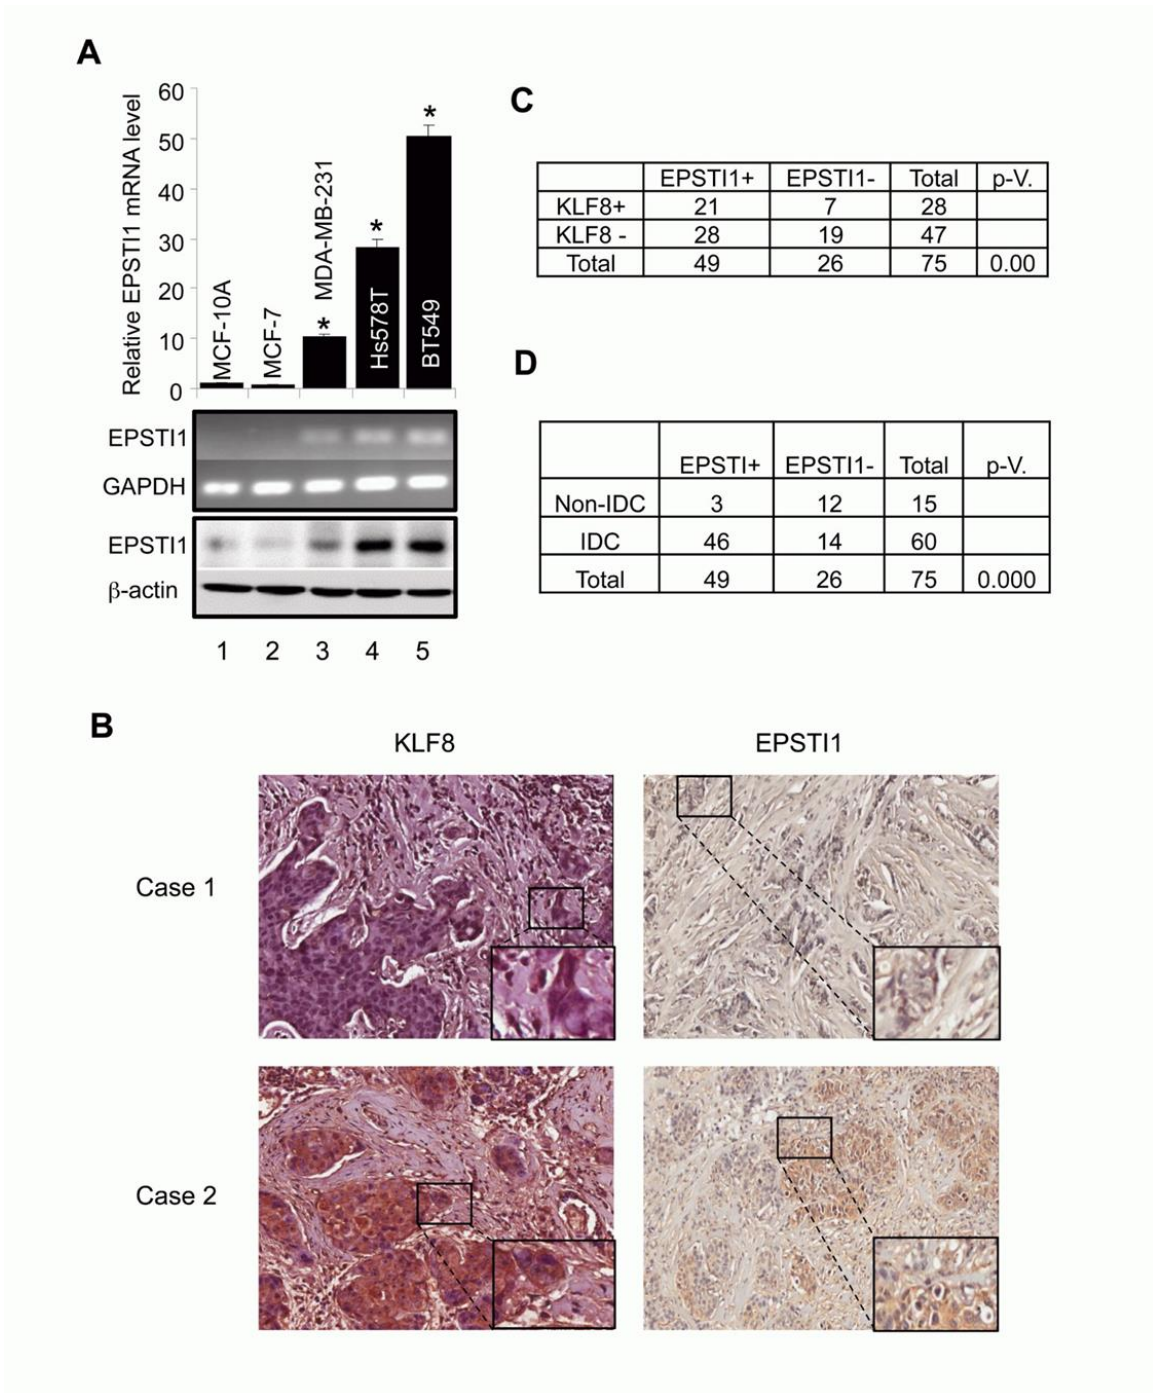 A
Relative EPSTI1 mRNA level
60
50
40
30
20
10
0
MCF-10A
MCF-7
MDA-MB-231
*
Hs578T
*
BT549
*
EPSTI1
GAPDH
EPSTI1
β-actin
1 2 3 4 5
C
EPSTI1+ EPSTI1- Total p-V.
KLF8+ 21 7 28
KLF8 - 28 19 47
Total 49 26 75 0.00
D
EPSTI+ EPSTI1- Total p-V.
Non-IDC 3 12 15
IDC 46 14 60
Total 49 26 75 0.000
B
KLF8 EPSTI1
Case 1
Case 2